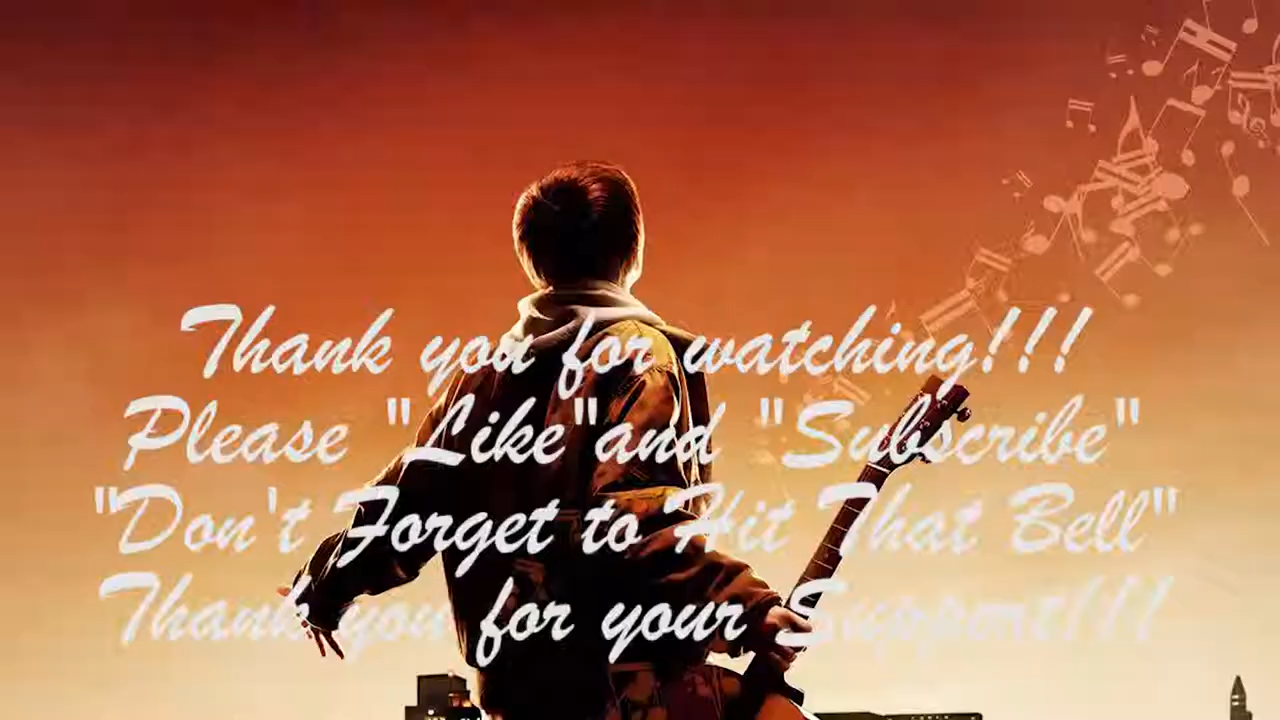 Thank you for watching!!!
Please "Like"and "Subscribe"
"Don't Forget to Hit That Bell"
Thank you for your Support!!!